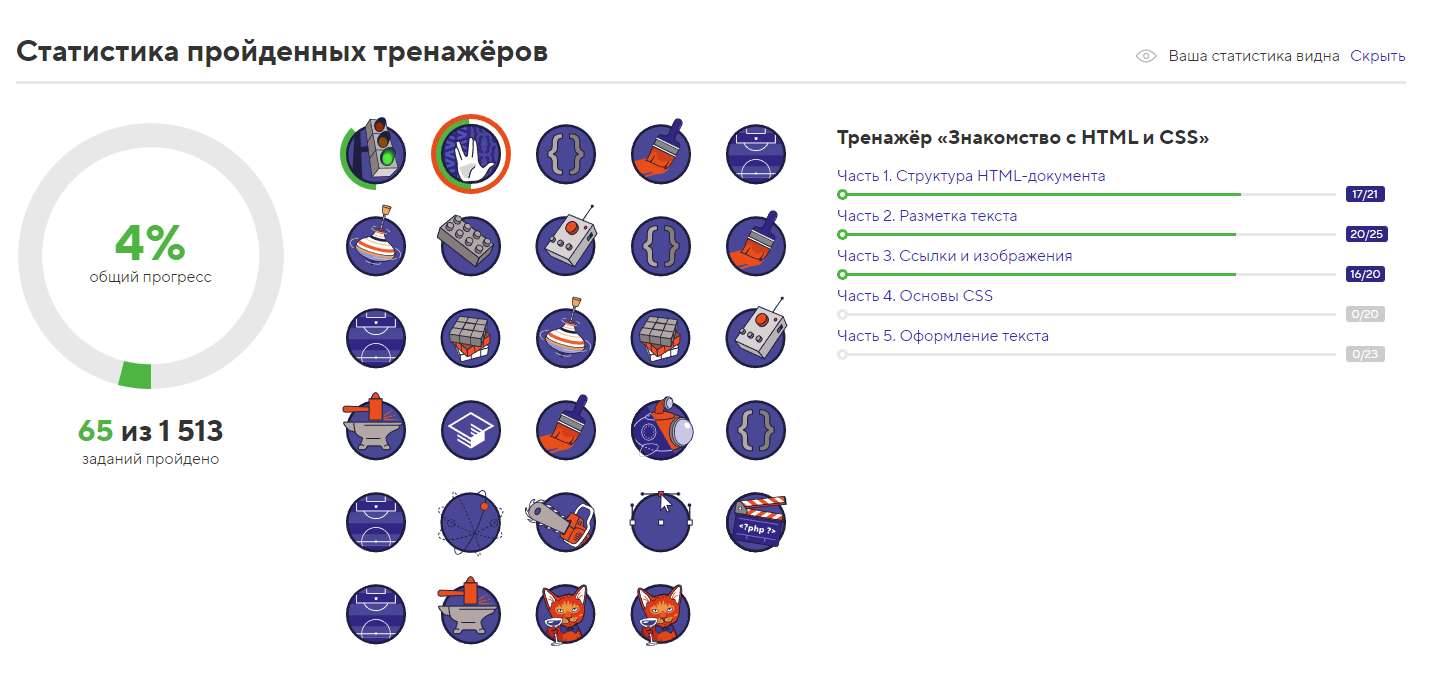 Статистика пройденных тренажёров
Ваша статистика видна Скрыть
4%
общий прогресс
65 из 1 513
заданий пройдено
<?php ?>
Тренажёр «Знакомство с HTML и CSS»
Часть 1. Структура HTML-документа
17/21
Часть 2. Разметка текста
20/25
Часть 3. Ссылки и изображения
16/20
Часть 4. Основы CSS
0/20
Часть 5. Оформление текста
0/23